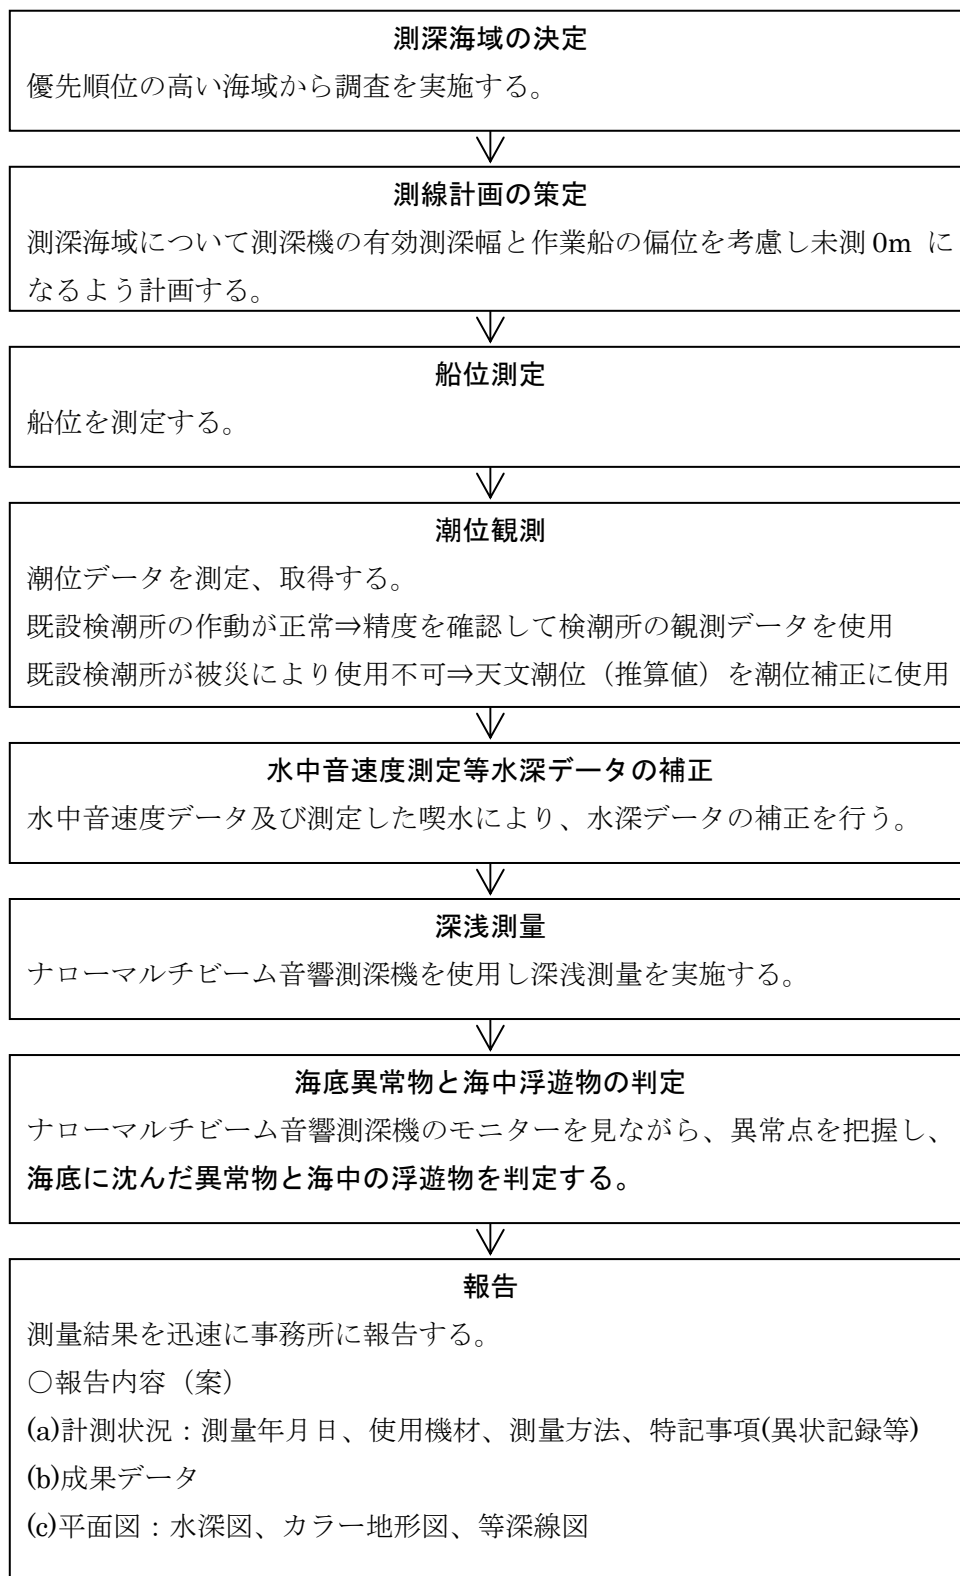 測深海域の決定
優先順位の高い海域から調査を実施する。
測線計画の策定
測深海域について測深機の有効測深幅と作業船の偏位を考慮し未測 0m に
なるよう計画する。
船位測定
船位を測定する。
潮位観測
潮位データを測定、取得する。
既設検潮所の作動が正常⇒精度を確認して検潮所の観測データを使用
既設検潮所が被災により使用不可⇒天文潮位（推算値）を潮位補正に使用
水中音速度測定等水深データの補正
水中音速度データ及び測定した喫水により、水深データの補正を行う。
深浅測量
ナローマルチビーム音響測深機を使用し深浅測量を実施する。
海底異常物と海中浮遊物の判定
ナローマルチビーム音響測深機のモニターを見ながら、異常点を把握し、
海底に沈んだ異常物と海中の浮遊物を判定する。
報告
測量結果を迅速に事務所に報告する。
○報告内容（案）
(a)計測状況：測量年月日、使用機材、測量方法、特記事項(異状記録等)
(b)成果データ
(c)平面図：水深図、カラー地形図、等深線図